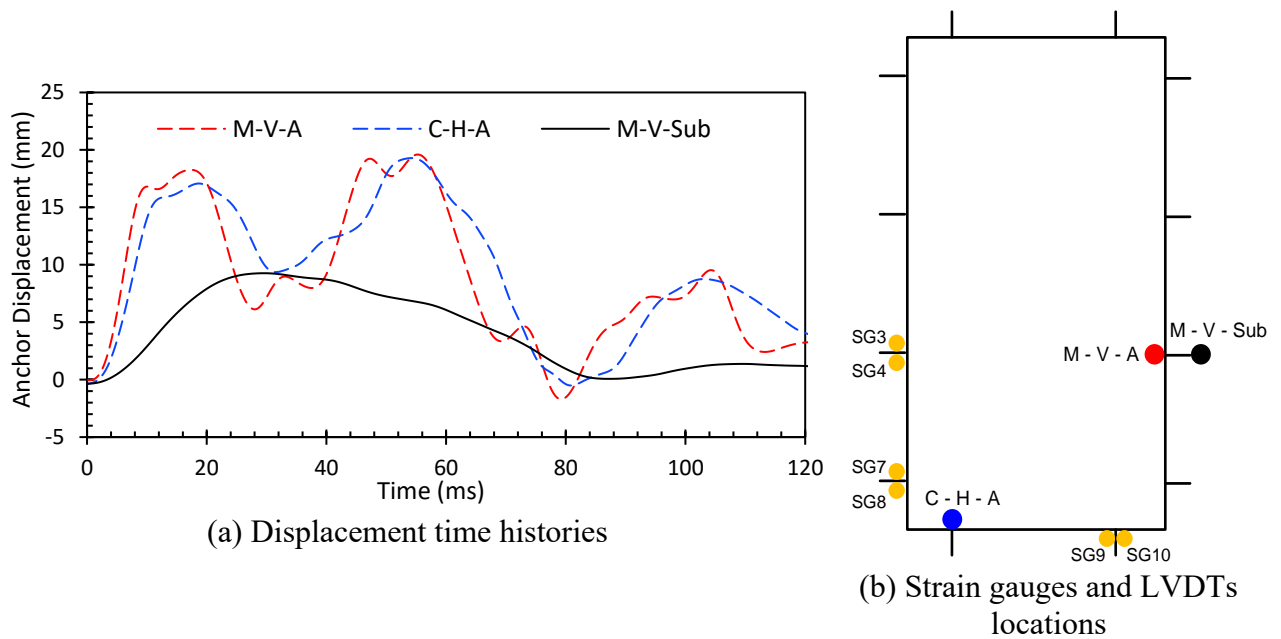 Anchor Displacement (mm)
25
20
15
10
5
0
-5
M-V-A
C-H-A
M-V-Sub
0
20
40
60
80
100
120
Time (ms)
(a) Displacement time histories
SG3
SG4
M - V - A
M - V - Sub
SG7
SG8
C - H - A
SG9
SG10
(b) Strain gauges and LVDTs
locations